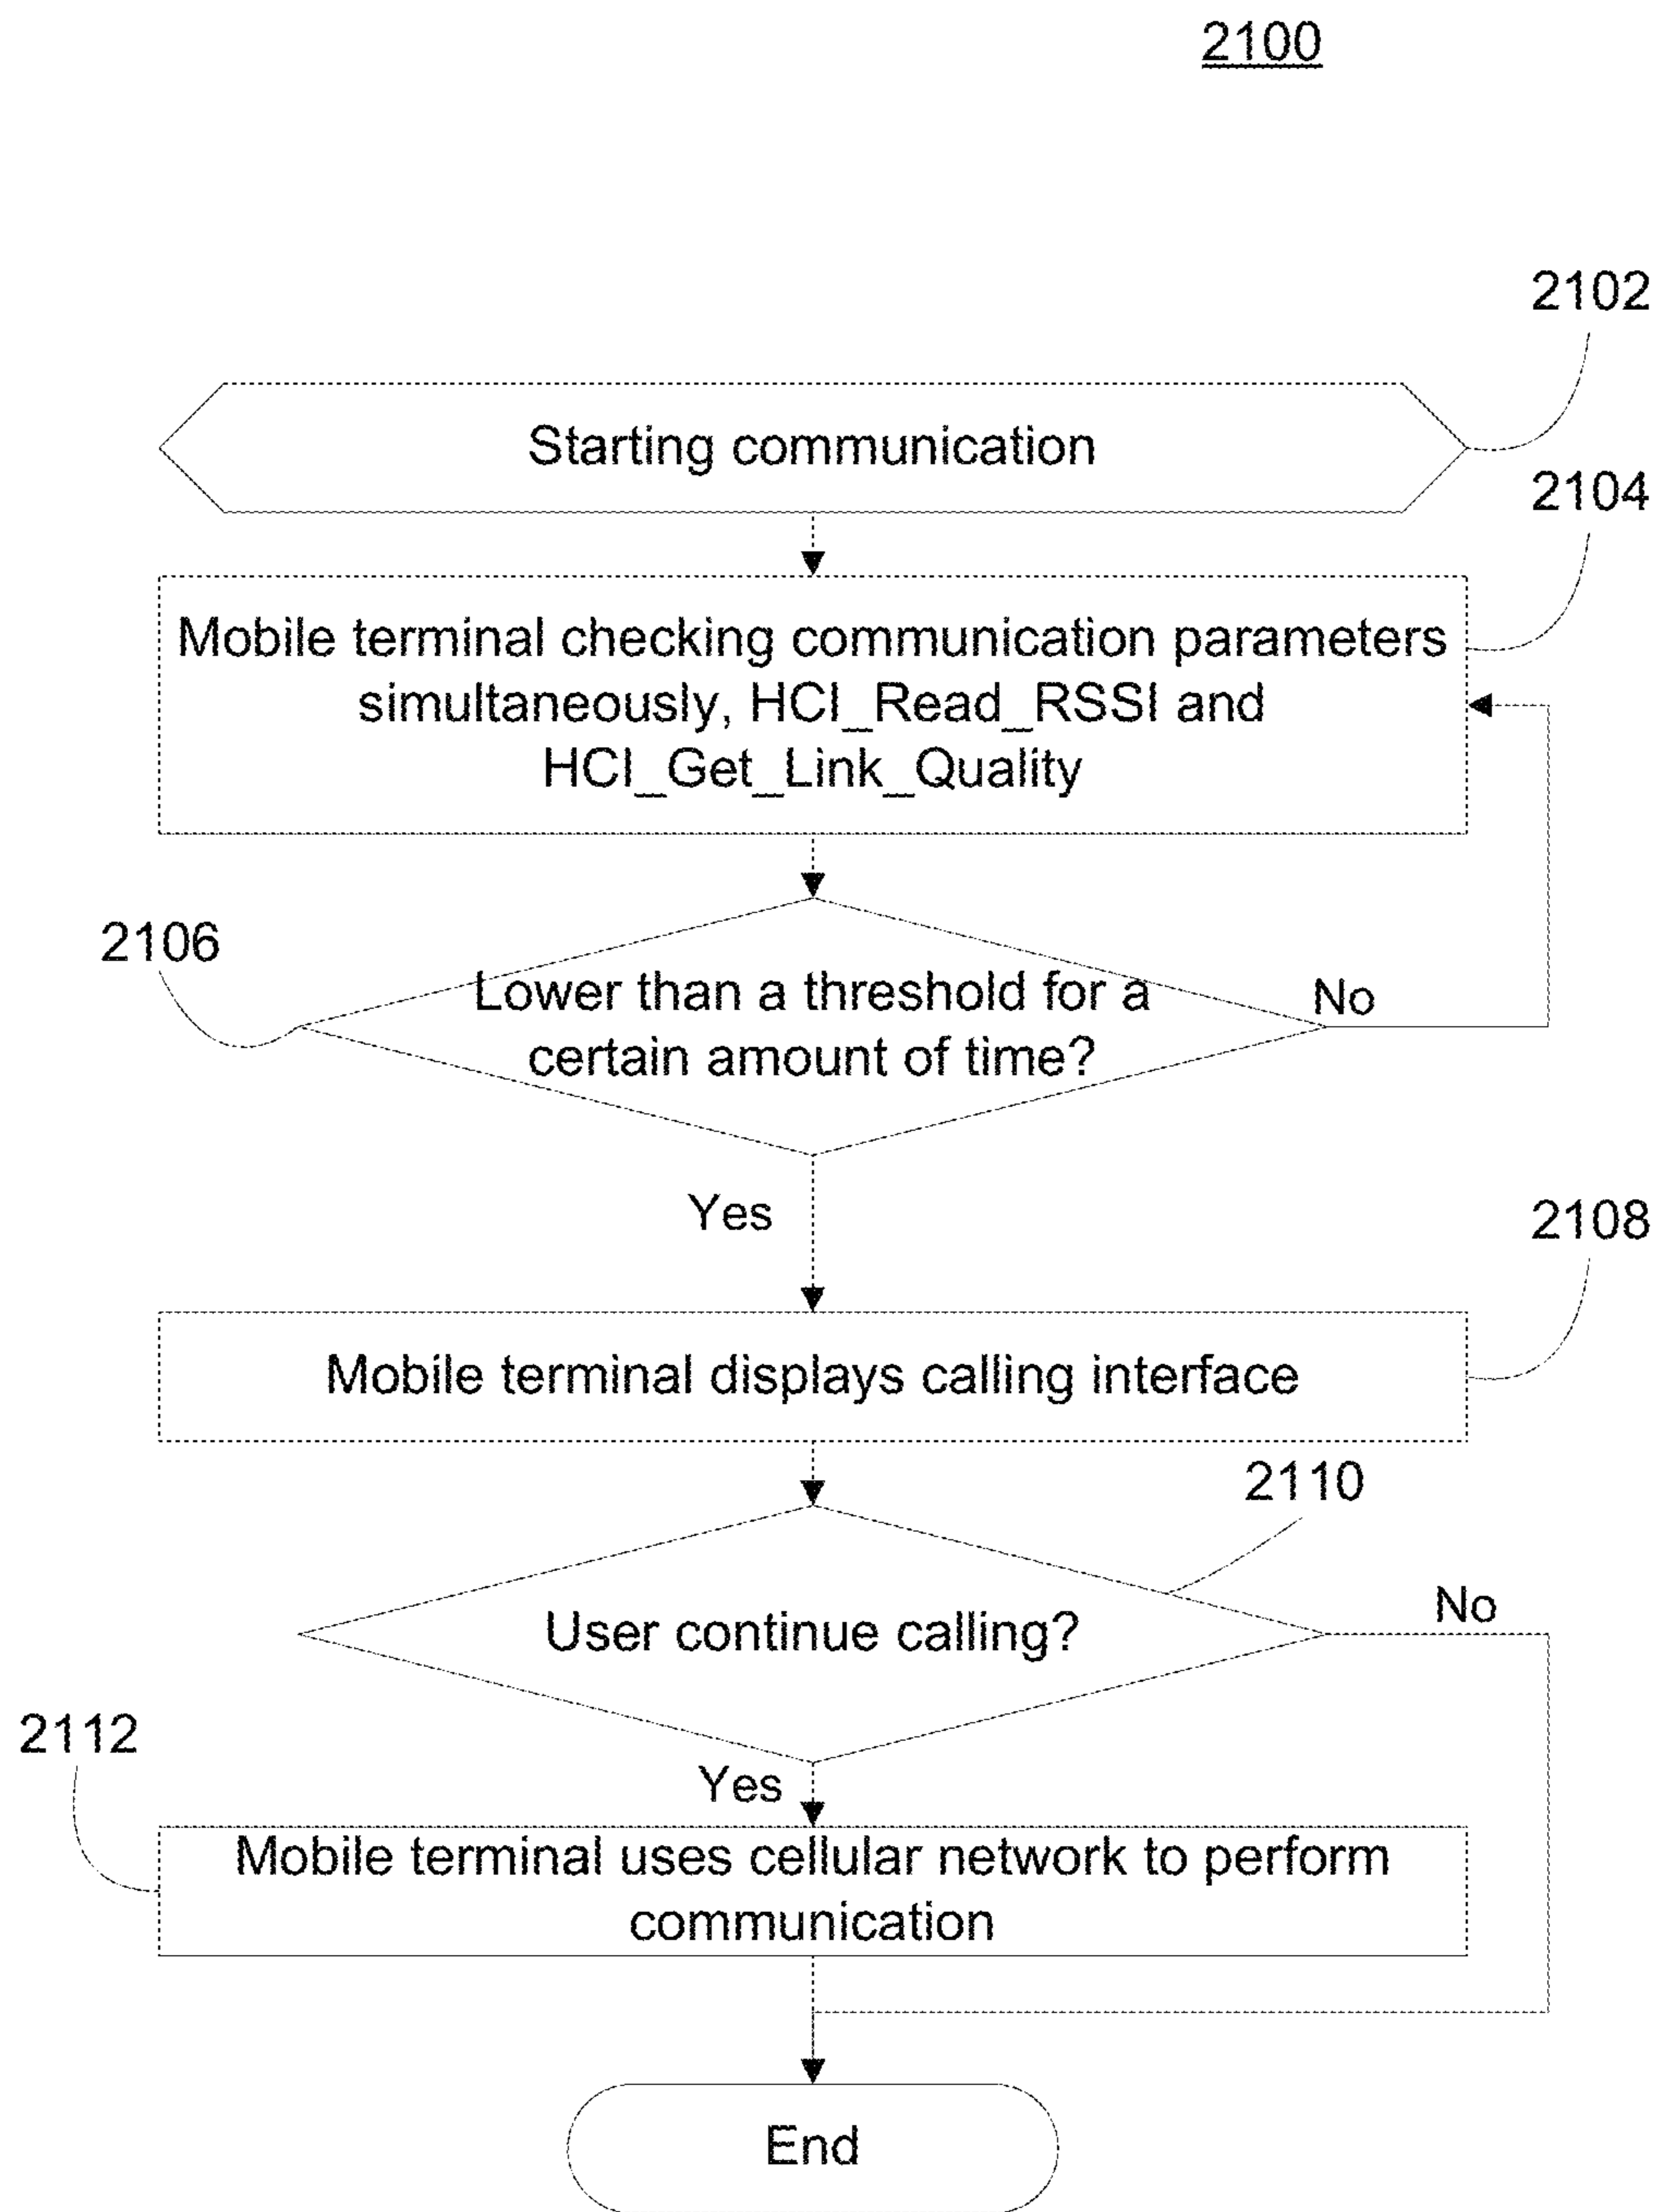 2100
2102
Starting communication
2104
Mobile terminal checking communication parameters
simultaneously, HCI_Read_RSSI and
HCI_Get_Link_Quality
2106
Lower than a threshold for a
certain amount of time?
No
Yes
2108
Mobile terminal displays calling interface
2110
User continue calling?
No
2112
Yes
Mobile terminal uses cellular network to perform
communication
End